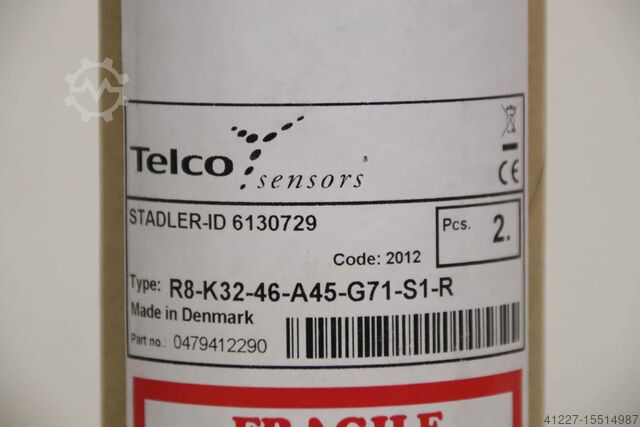 Telco
sensors®
CE
STADLER-ID 6130729
Pcs. 2.
Code: 2012
Type: R8-K32-46-A45-G71-S1-R
Made in Denmark
Part no.: 0479412290
FRAGILE
41227-15514987